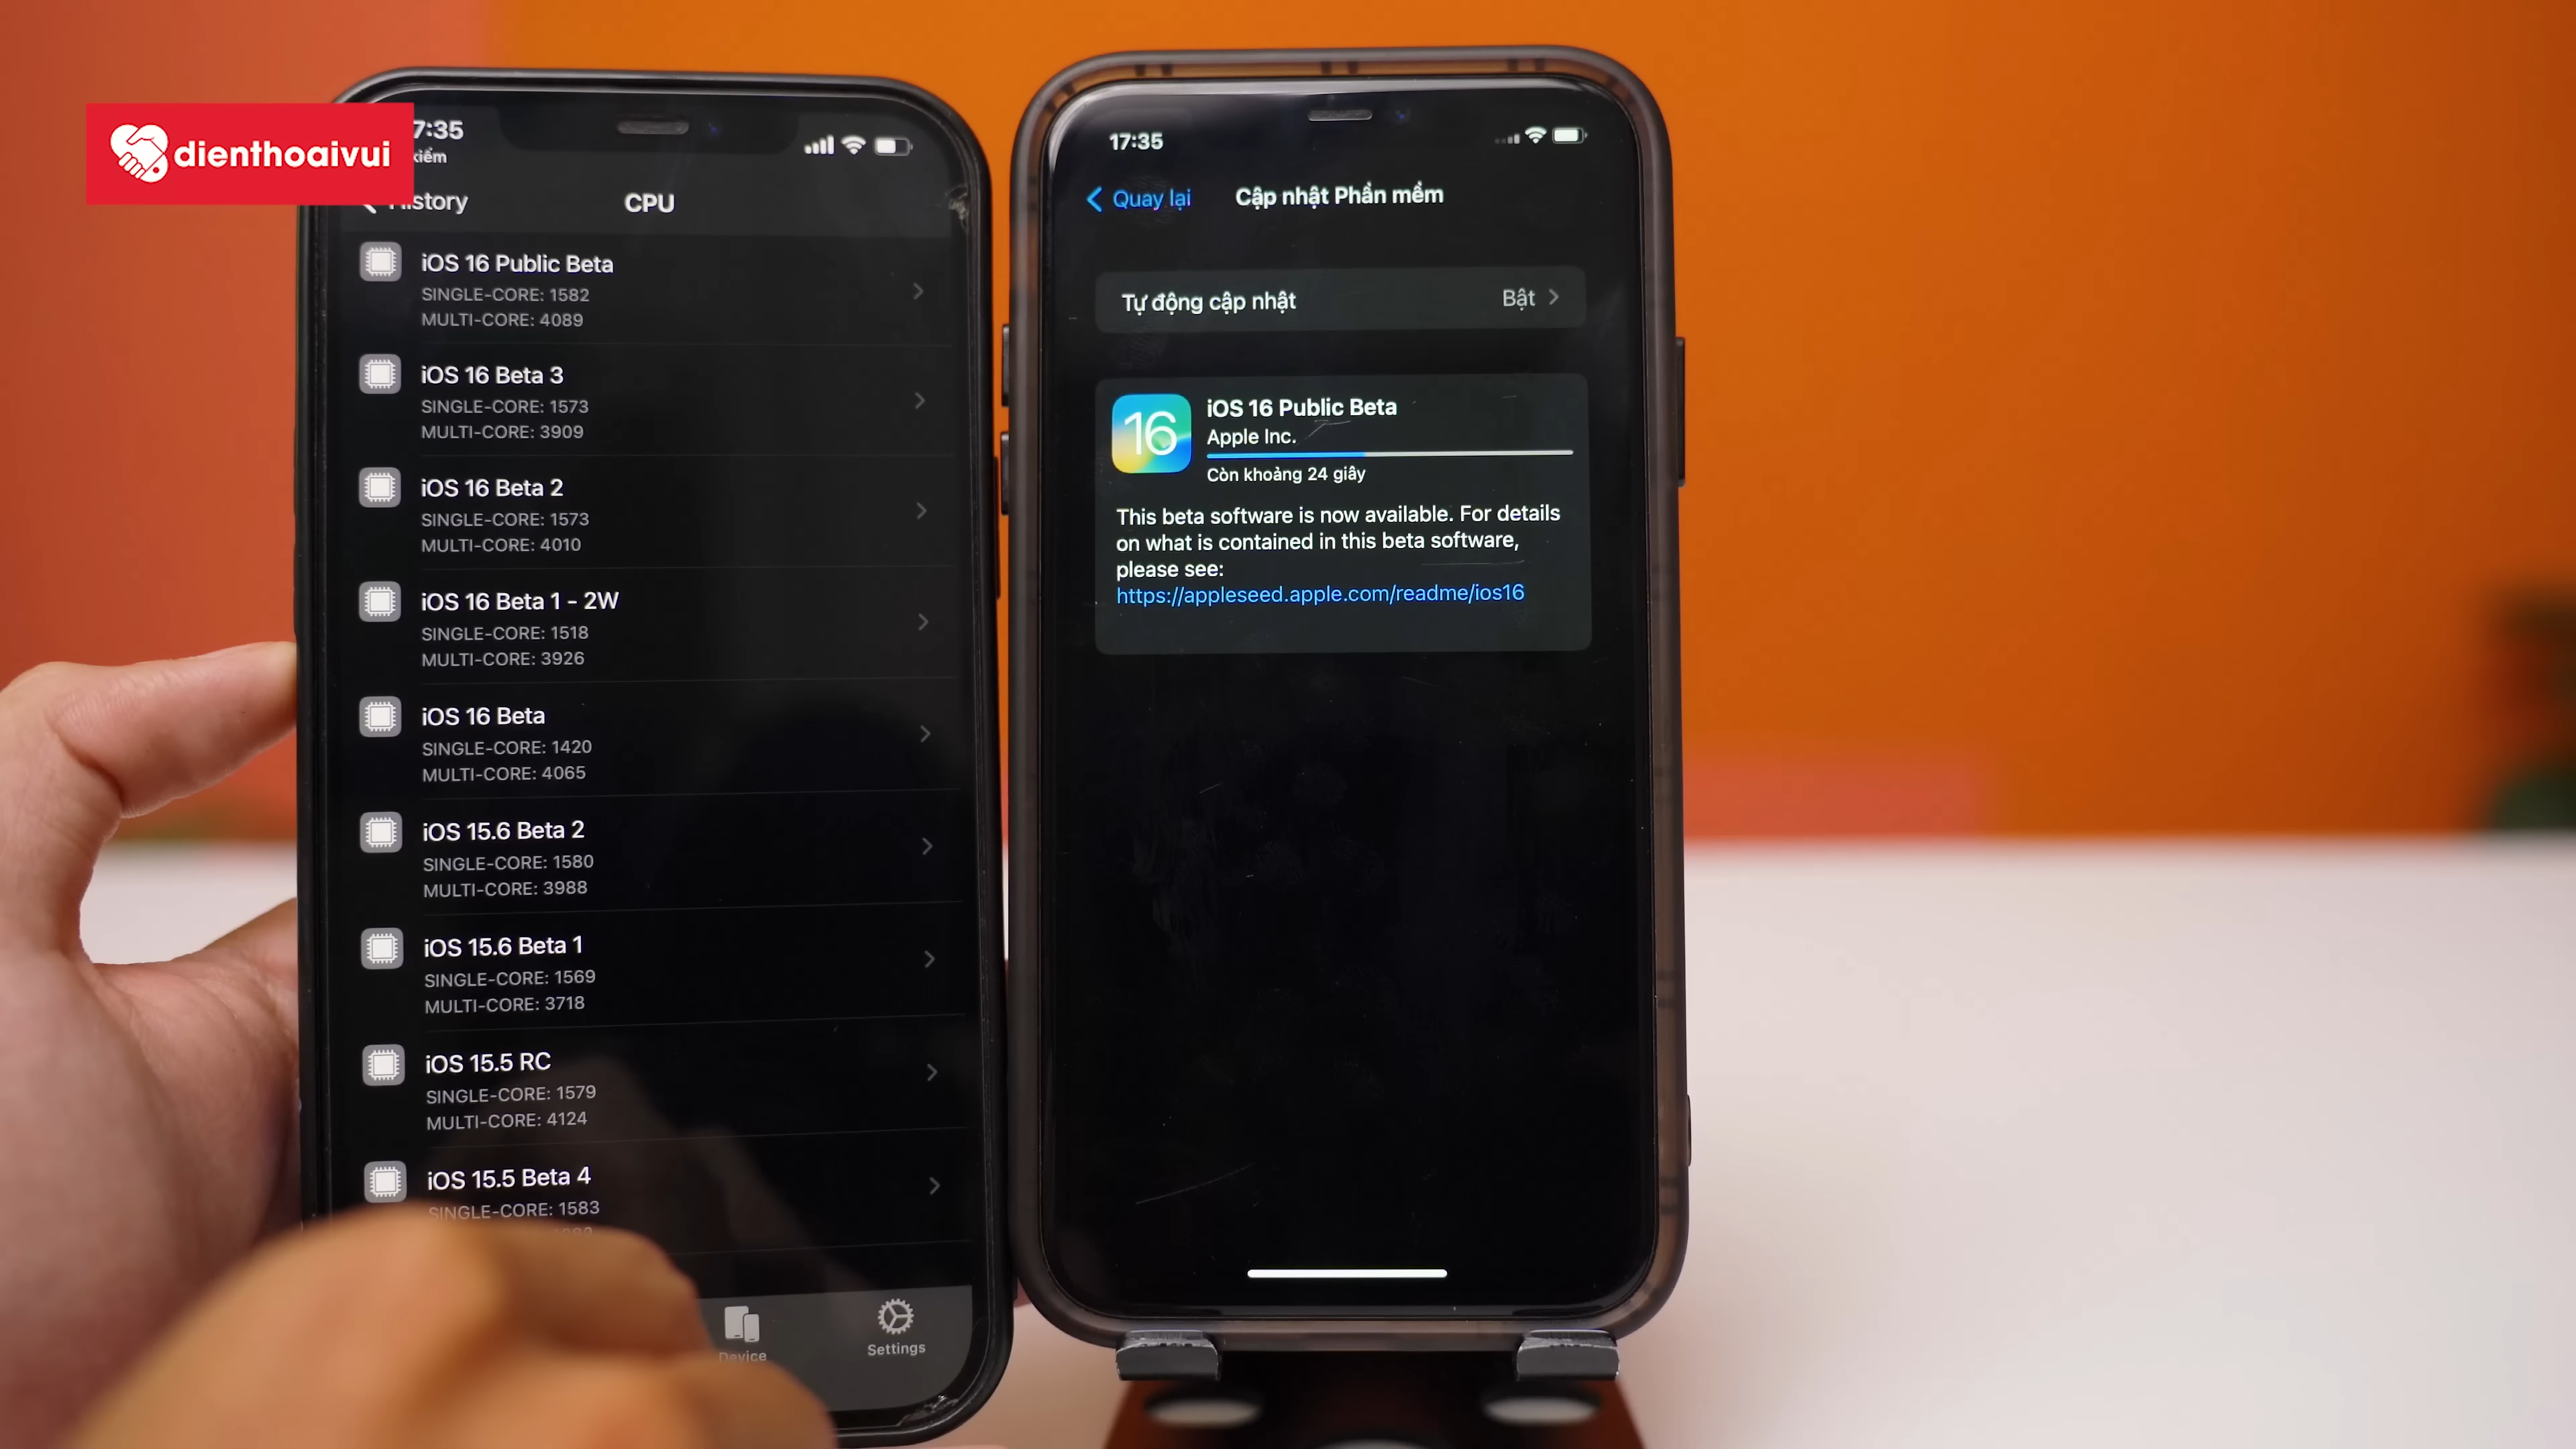 dienthoaivui
7:35
kiếm
History
CPU
iOS 16 Public Beta
SINGLE-CORE: 1582
MULTI-CORE: 4089
iOS 16 Beta 3
SINGLE-CORE: 1573
MULTI-CORE: 3909
iOS 16 Beta 2
SINGLE-CORE: 1573
MULTI-CORE: 4010
iOS 16 Beta 1 - 2W
SINGLE-CORE: 1518
MULTI-CORE: 3926
iOS 16 Beta
SINGLE-CORE: 1420
MULTI-CORE: 4065
iOS 15.6 Beta 2
SINGLE-CORE: 1580
MULTI-CORE: 3988
iOS 15.6 Beta 1
SINGLE-CORE: 1569
MULTI-CORE: 3718
iOS 15.5 RC
SINGLE-CORE: 1579
MULTI-CORE: 4124
iOS 15.5 Beta 4
SINGLE-CORE: 1583
Device
Settings
17:35
Quay lại
Cập nhật Phần mềm
Tự động cập nhật
Bật
16
iOS 16 Public Beta
Apple Inc.
Còn khoảng 24 giây
This beta software is now available. For details
on what is contained in this beta software,
please see:
https://appleseed.apple.com/readme/ios16